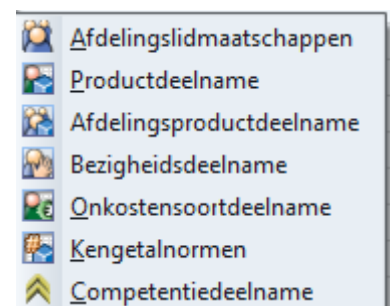 Afdelingslidmaatschappen
Productdeelname
Afdelingsproductdeelname
Bezigheidsdeelname
Onkostensoortdeelname
Kengetalnormen
Competentiedeelname